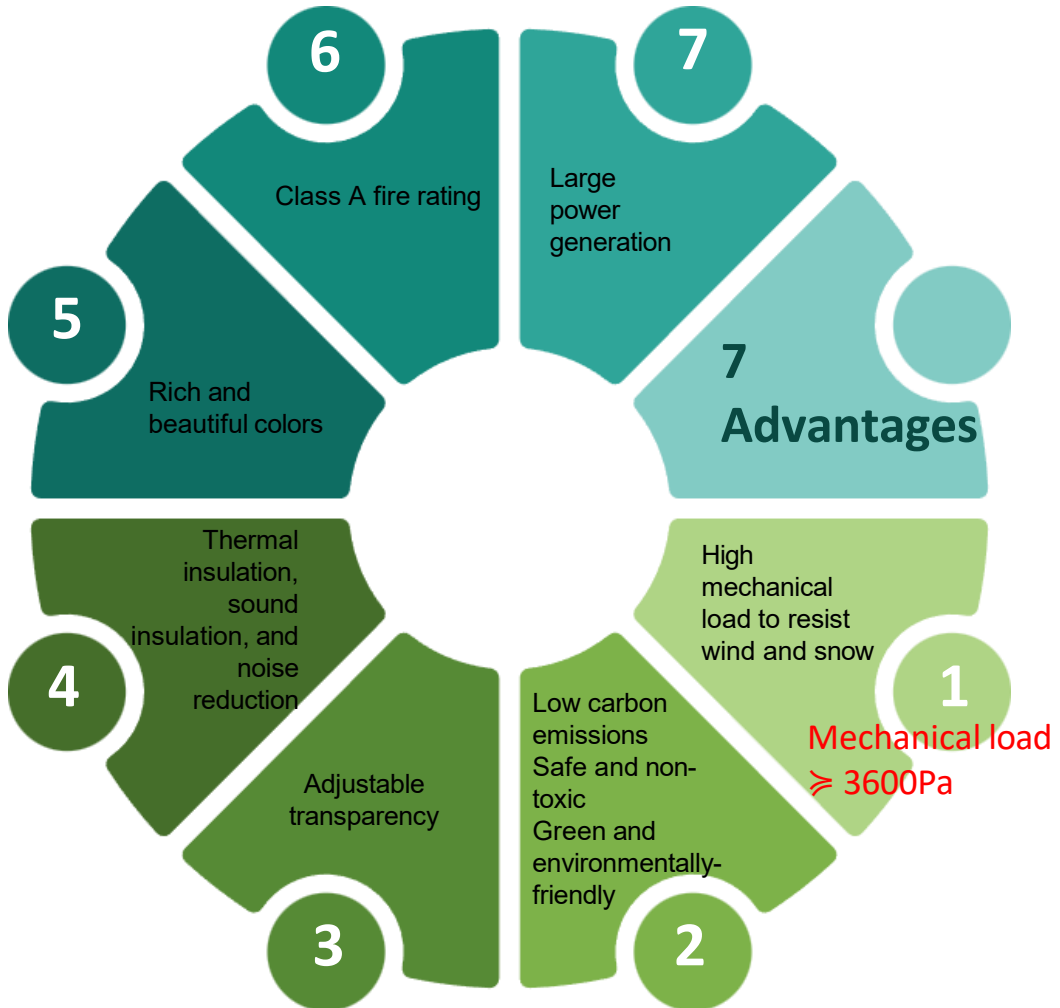 6
7
Class A fire rating
Large
power
generation
5
7
Advantages
Rich and
beautiful colors
Thermal
insulation,
sound
insulation, and
noise
reduction
4
High
mechanical
load to resist
wind and snow
1
Mechanical load
≽ 3600Pa
Adjustable
transparency
3
Low carbon
emissions
Safe and non-
toxic
Green and
environmentally-
friendly
2